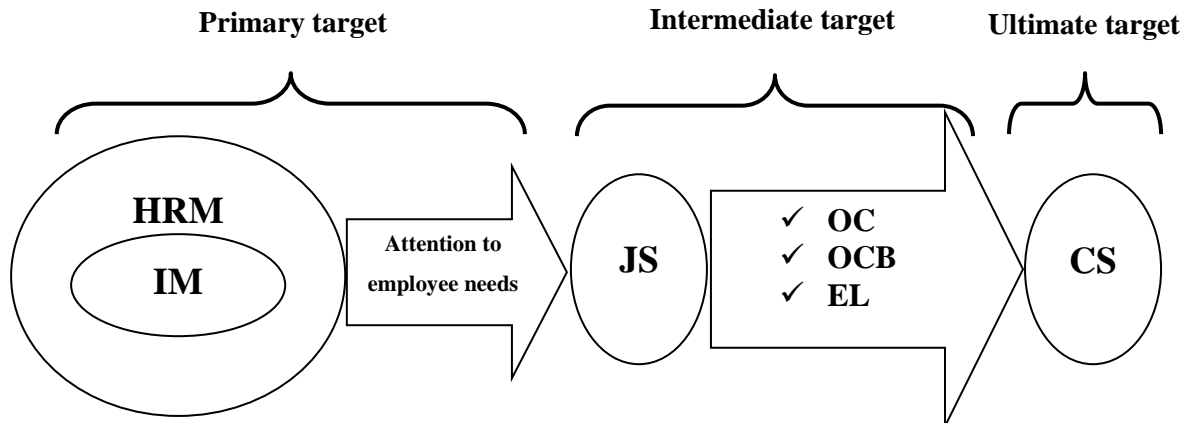 Primary target
Intermediate target
Ultimate target
HRM
IM
Attention to
employee needs
JS
✓ OC
✓ OCB
✓ EL
CS